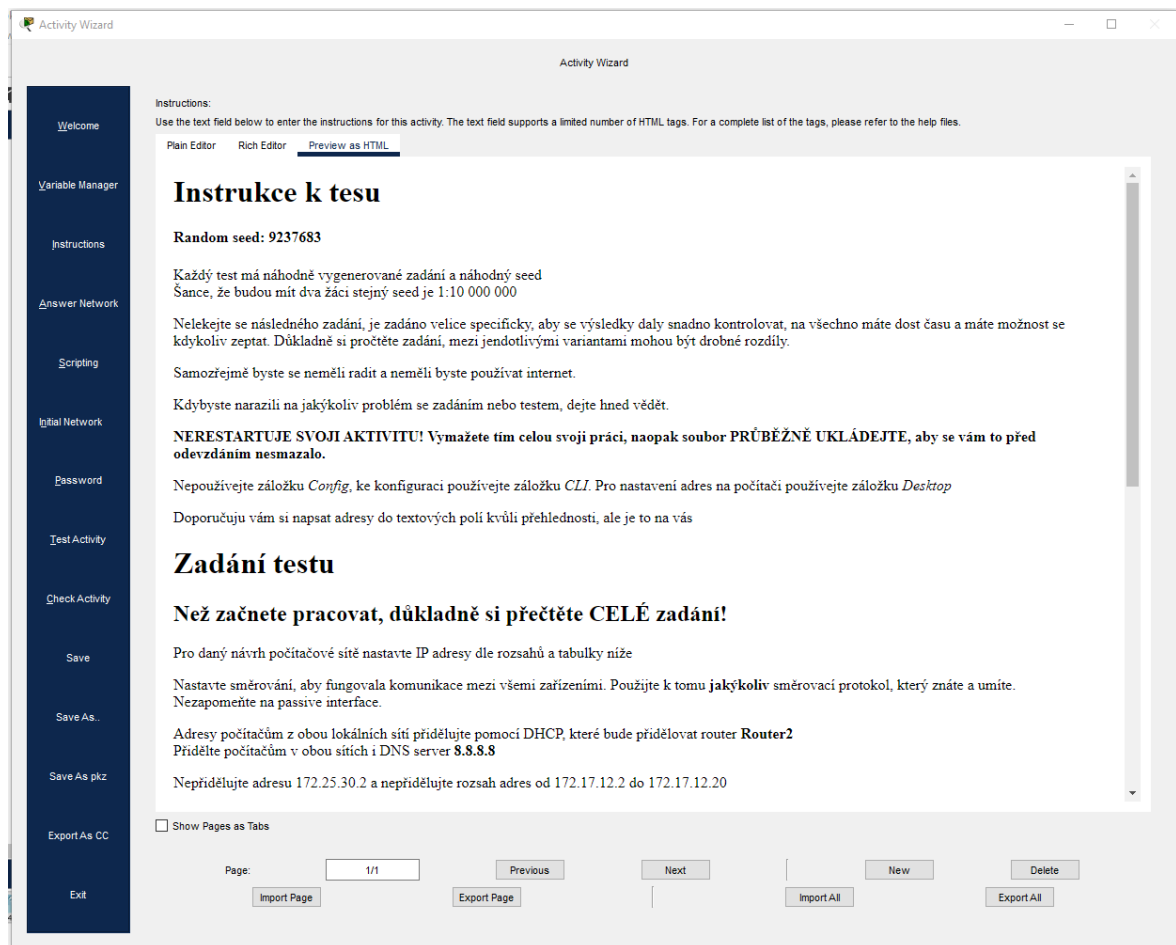 Activity Wizard
Activity Wizard
Welcome
Variable Manager
Instructions
Answer Network
Scripting
Initial Network
Password
Test Activity
Check Activity
Save
Save As..
Save As pkz
Export As CC
Exit
Instructions:
Use the text field below to enter the instructions for this activity. The text field supports a limited number of HTML tags. For a complete list of the tags, please refer to the help files.
Plain Editor Rich Editor Preview as HTML
Instrukce k tesu
Random seed: 9237683
Každý test má náhodně vygenerované zadání a náhodný seed
Šance, že budou mít dva žáci stejný seed je 1:10 000 000
Nelekejte se následného zadání, je zadáno velice specificky, aby se výsledky daly snadno kontrolovat, na všechno máte dost času a máte možnost se
kdykoliv zeptat. Důkladně si pročtěte zadání, mezi jendotlivými variantami mohou být drobné rozdíly.
Samozřejmě byste se neměli radit a neměli byste používat internet.
Kdybyste narazili na jakýkoliv problém se zadáním nebo testem, dejte hned vědět.
NERESTARTUJE SVOJI AKTIVITU! Vymažete tím celou svoji práci, naopak soubor PRŮBĚŽNĚ UKLÁDEJTE, aby se vám to před
odevzdáním nesmazalo.
Nepoužívejte záložku Config, ke konfiguraci používejte záložku CLI. Pro nastavení adres na počítači používejte záložku Desktop
Doporučuju vám si napsat adresy do textových polí kvůli přehlednosti, ale je to na vás
Zadání testu
Než začnete pracovat, důkladně si přečtěte CELÉ zadání!
Pro daný návrh počítačové sítě nastavte IP adresy dle rozsahů a tabulky níže
Nastavte směrování, aby fungovala komunikace mezi všemi zařízeními. Použijte k tomu jakýkoliv směrovací protokol, který znáte a umíte.
Nezapomeňte na passive interface.
Adresy počítačům z obou lokálních sítí přidělujte pomocí DHCP, které bude přidělovat router Router2
Přidělte počítačům v obou sítích i DNS server 8.8.8.8
Nepřidělujte adresu 172.25.30.2 a nepřidělujte rozsah adres od 172.17.12.2 do 172.17.12.20
Show Pages as Tabs
Page: 1/1 Previous Next New Delete
Import Page Export Page Import All Export All